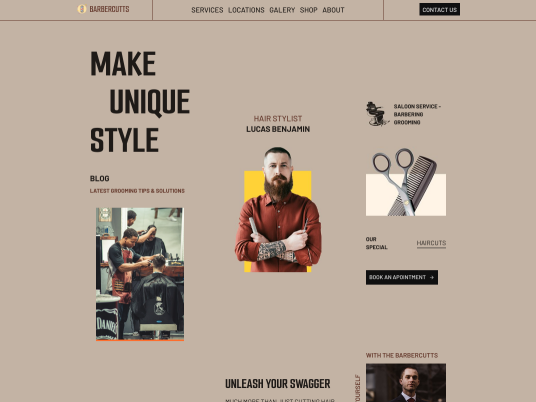 BARBERCUTTS
SERVICES LOCATIONS GALERY SHOP ABOUT
CONTACT US
MAKE
UNIQUE
STYLE
BLOG
LATEST GROOMING TIPS & SOLUTIONS
HAIR STYLIST
LUCAS BENJAMIN
SALOON SERVICE -
BARBERING
GROOMING
OUR
SPECIAL
HAIRCUTS
BOOK AN APOINTMENT →
UNLEASH YOUR SWAGGER
MUCH MORE THAN JUST CUTTING HAIR
WITH THE BARBERCUTTS
YOURSELF